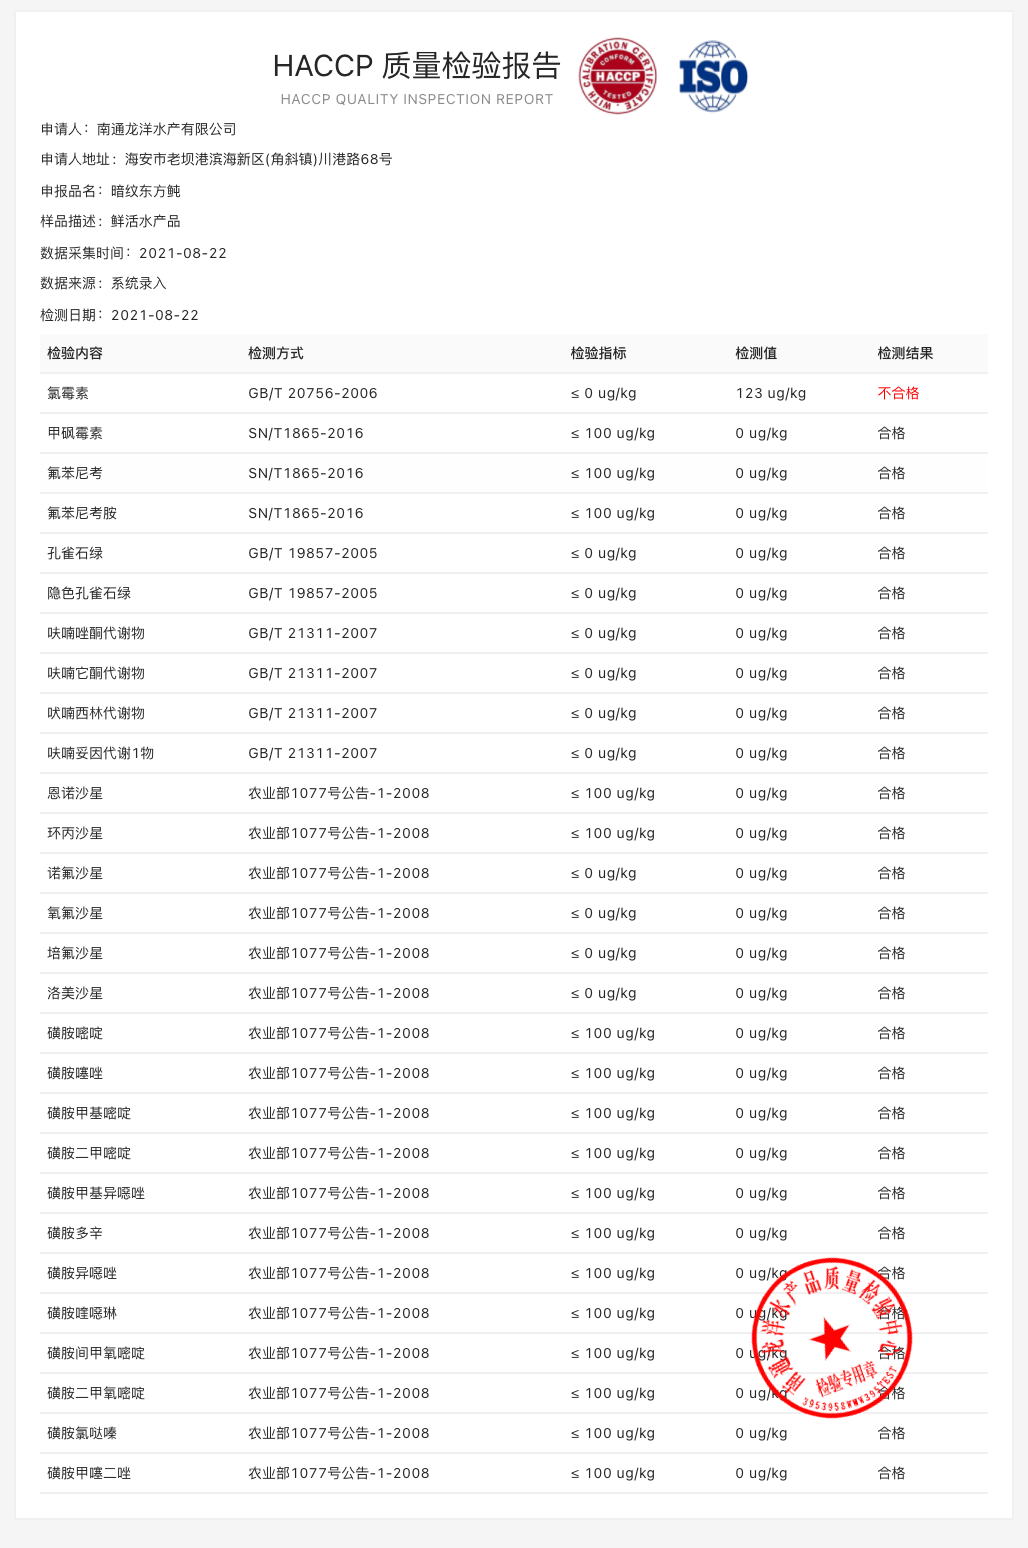 HACCP 质量检验报告
HACCP QUALITY INSPECTION REPORT
WITH CALIBRATION CERTIFICATE
CONFORM
HACCP
TESTED
ISO
申请人：南通龙洋水产有限公司
申请人地址：海安市老坝港滨海新区(角斜镇)川港路68号
申报品名：暗纹东方鲀
样品描述：鲜活水产品
数据采集时间：2021-08-22
数据来源：系统录入
检测日期：2021-08-22
检验内容 检测方式 检验指标 检测值 检测结果
氯霉素 GB/T 20756-2006 ≤ 0 ug/kg 123 ug/kg 不合格
甲砜霉素 SN/T1865-2016 ≤ 100 ug/kg 0 ug/kg 合格
氟苯尼考 SN/T1865-2016 ≤ 100 ug/kg 0 ug/kg 合格
氟苯尼考胺 SN/T1865-2016 ≤ 100 ug/kg 0 ug/kg 合格
孔雀石绿 GB/T 19857-2005 ≤ 0 ug/kg 0 ug/kg 合格
隐色孔雀石绿 GB/T 19857-2005 ≤ 0 ug/kg 0 ug/kg 合格
呋喃唑酮代谢物 GB/T 21311-2007 ≤ 0 ug/kg 0 ug/kg 合格
呋喃它酮代谢物 GB/T 21311-2007 ≤ 0 ug/kg 0 ug/kg 合格
吠喃西林代谢物 GB/T 21311-2007 ≤ 0 ug/kg 0 ug/kg 合格
呋喃妥因代谢1物 GB/T 21311-2007 ≤ 0 ug/kg 0 ug/kg 合格
恩诺沙星 农业部1077号公告-1-2008 ≤ 100 ug/kg 0 ug/kg 合格
环丙沙星 农业部1077号公告-1-2008 ≤ 100 ug/kg 0 ug/kg 合格
诺氟沙星 农业部1077号公告-1-2008 ≤ 0 ug/kg 0 ug/kg 合格
氧氟沙星 农业部1077号公告-1-2008 ≤ 0 ug/kg 0 ug/kg 合格
培氟沙星 农业部1077号公告-1-2008 ≤ 0 ug/kg 0 ug/kg 合格
洛美沙星 农业部1077号公告-1-2008 ≤ 0 ug/kg 0 ug/kg 合格
磺胺嘧啶 农业部1077号公告-1-2008 ≤ 100 ug/kg 0 ug/kg 合格
磺胺噻唑 农业部1077号公告-1-2008 ≤ 100 ug/kg 0 ug/kg 合格
磺胺甲基嘧啶 农业部1077号公告-1-2008 ≤ 100 ug/kg 0 ug/kg 合格
磺胺二甲嘧啶 农业部1077号公告-1-2008 ≤ 100 ug/kg 0 ug/kg 合格
磺胺甲基异噁唑 农业部1077号公告-1-2008 ≤ 100 ug/kg 0 ug/kg 合格
磺胺多辛 农业部1077号公告-1-2008 ≤ 100 ug/kg 0 ug/kg 合格
磺胺异噁唑 农业部1077号公告-1-2008 ≤ 100 ug/kg 0 ug/kg 合格
磺胺喹噁琳 农业部1077号公告-1-2008 ≤ 100 ug/kg 0 ug/kg 合格
磺胺间甲氧嘧啶 农业部1077号公告-1-2008 ≤ 100 ug/kg 0 ug/kg 合格
磺胺二甲氧嘧啶 农业部1077号公告-1-2008 ≤ 100 ug/kg 0 ug/kg 合格
磺胺氯哒嗪 农业部1077号公告-1-2008 ≤ 100 ug/kg 0 ug/kg 合格
磺胺甲噻二唑 农业部1077号公告-1-2008 ≤ 100 ug/kg 0 ug/kg 合格
南通龙洋水产品质量检验中心
检验专用章